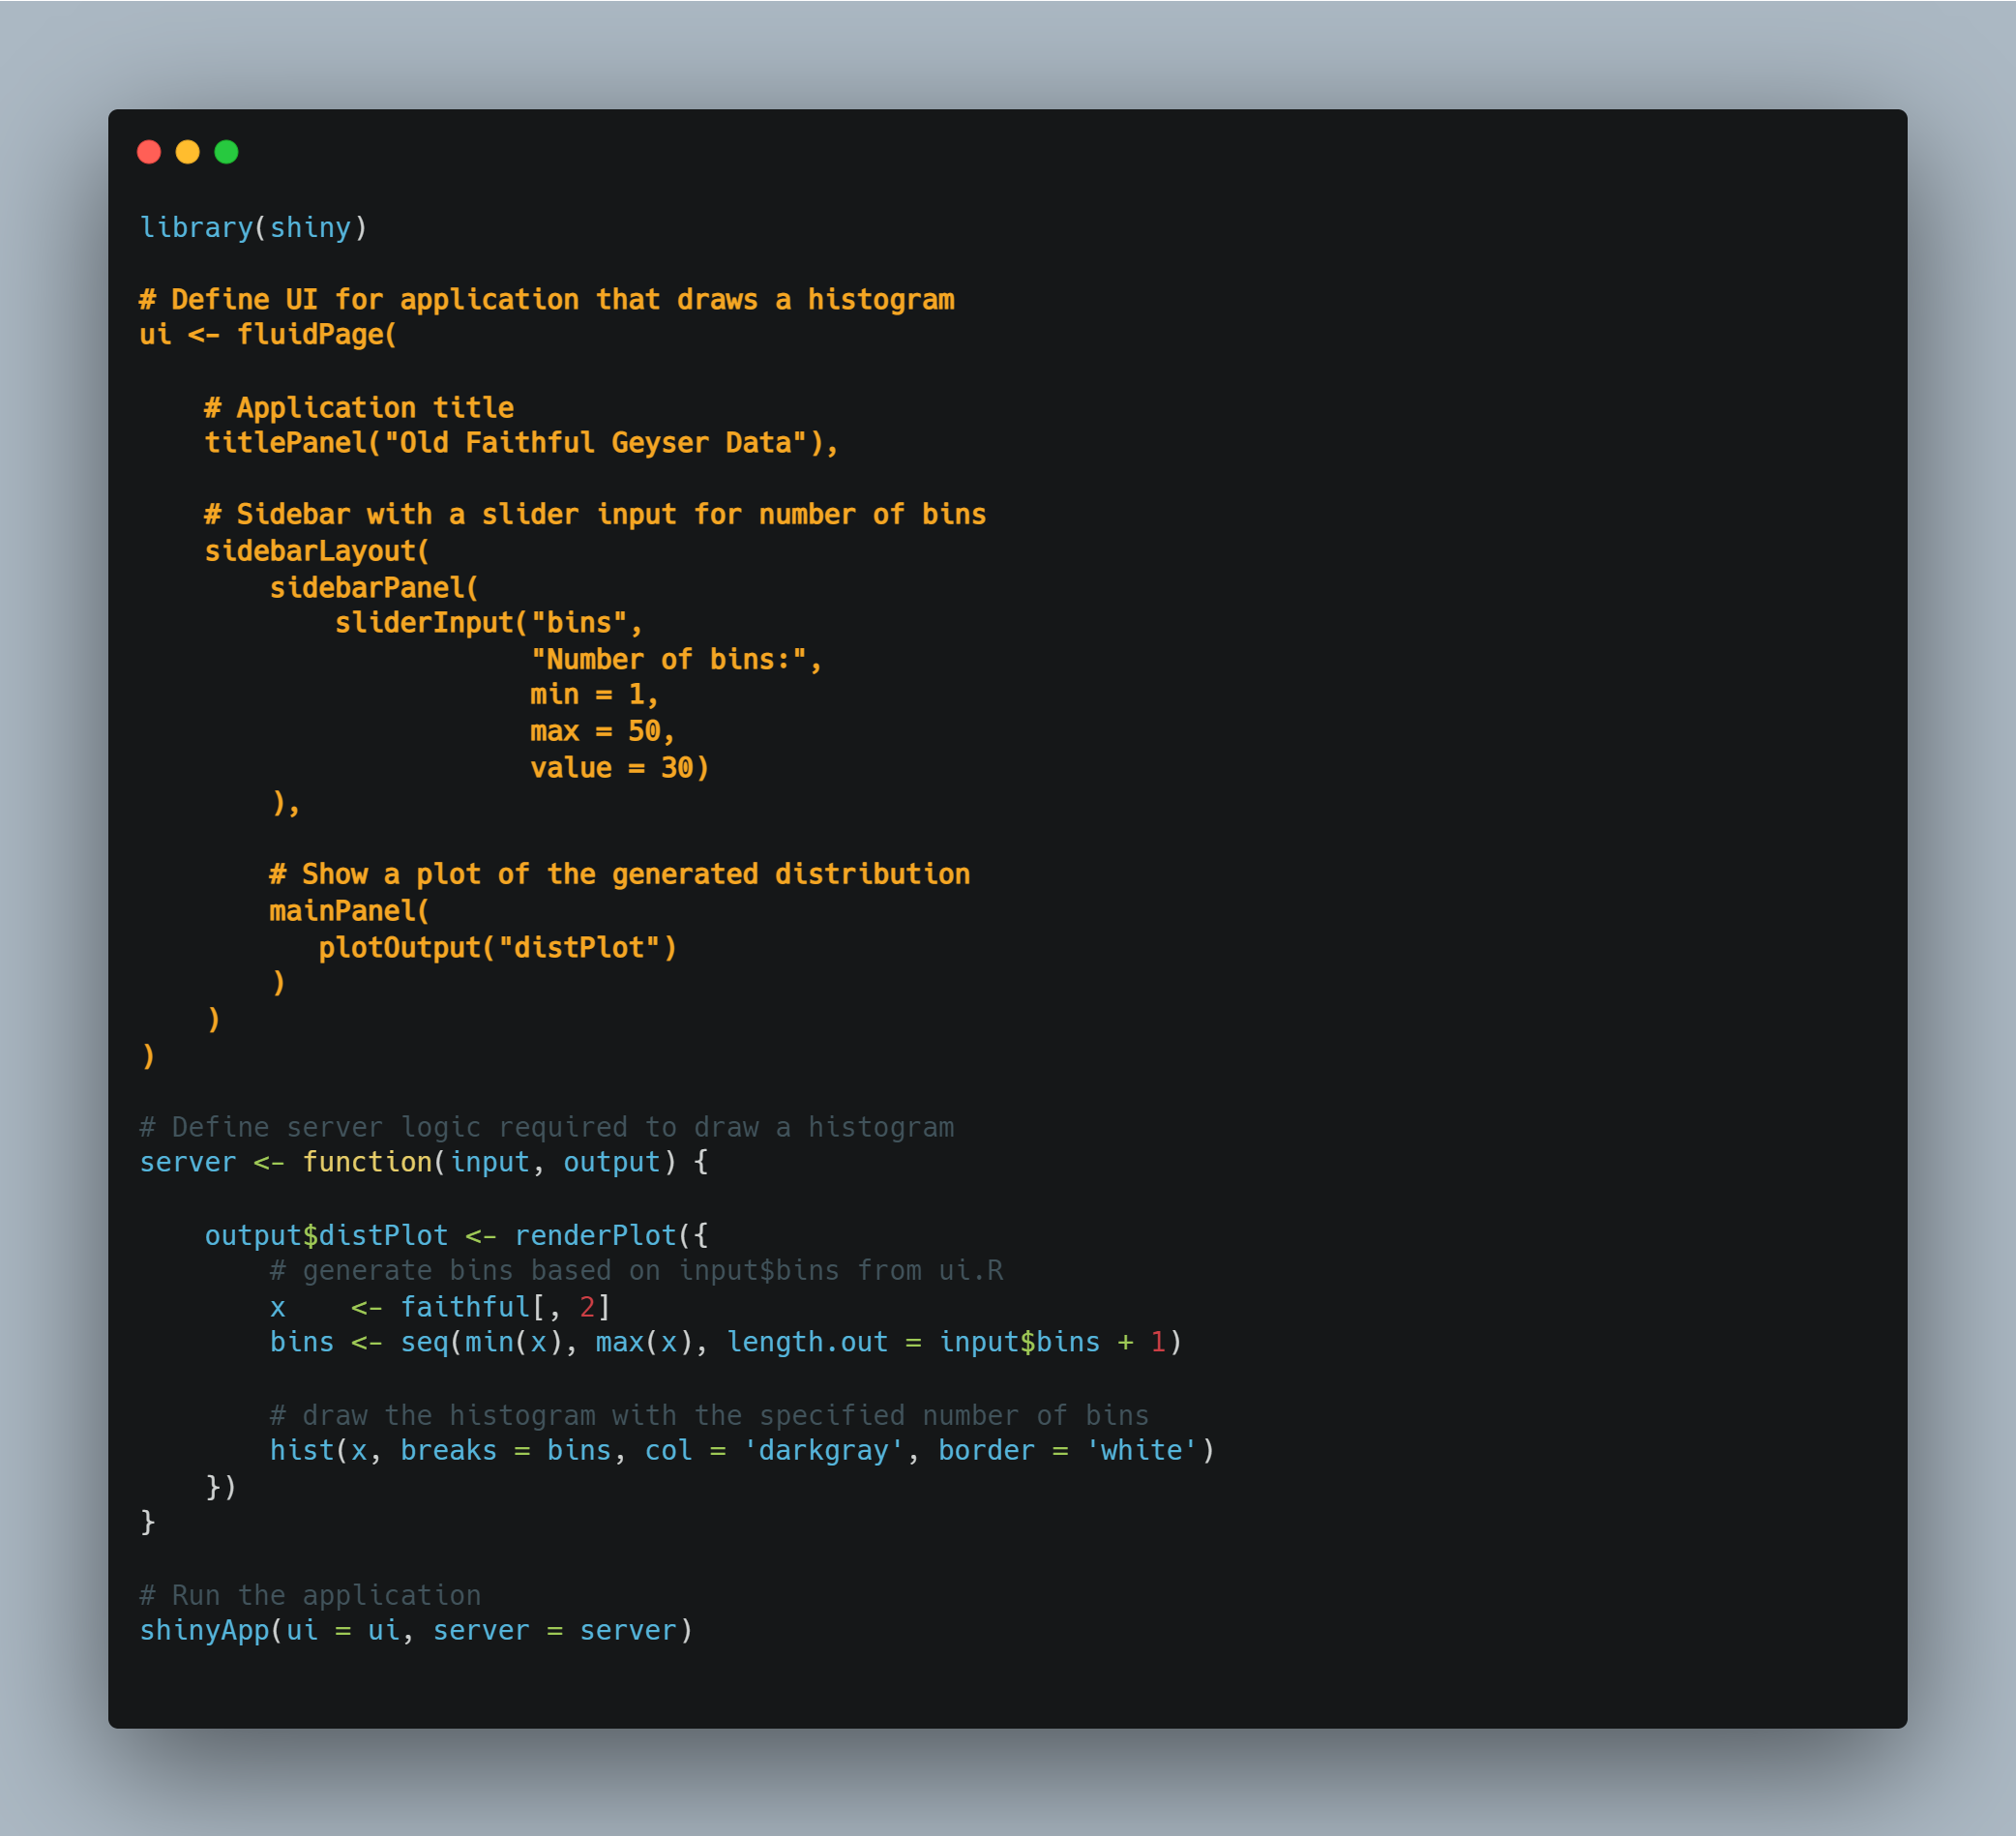 library(shiny)

# Define UI for application that draws a histogram
ui <- fluidPage(

    # Application title
    titlePanel("Old Faithful Geyser Data"),

    # Sidebar with a slider input for number of bins
    sidebarLayout(
        sidebarPanel(
            sliderInput("bins",
                        "Number of bins:",
                        min = 1,
                        max = 50,
                        value = 30)
        ),

        # Show a plot of the generated distribution
        mainPanel(
           plotOutput("distPlot")
        )
    )
)

# Define server logic required to draw a histogram
server <- function(input, output) {

    output$distPlot <- renderPlot({
        # generate bins based on input$bins from ui.R
        x    <- faithful[, 2]
        bins <- seq(min(x), max(x), length.out = input$bins + 1)

        # draw the histogram with the specified number of bins
        hist(x, breaks = bins, col = 'darkgray', border = 'white')
    })
}

# Run the application
shinyApp(ui = ui, server = server)